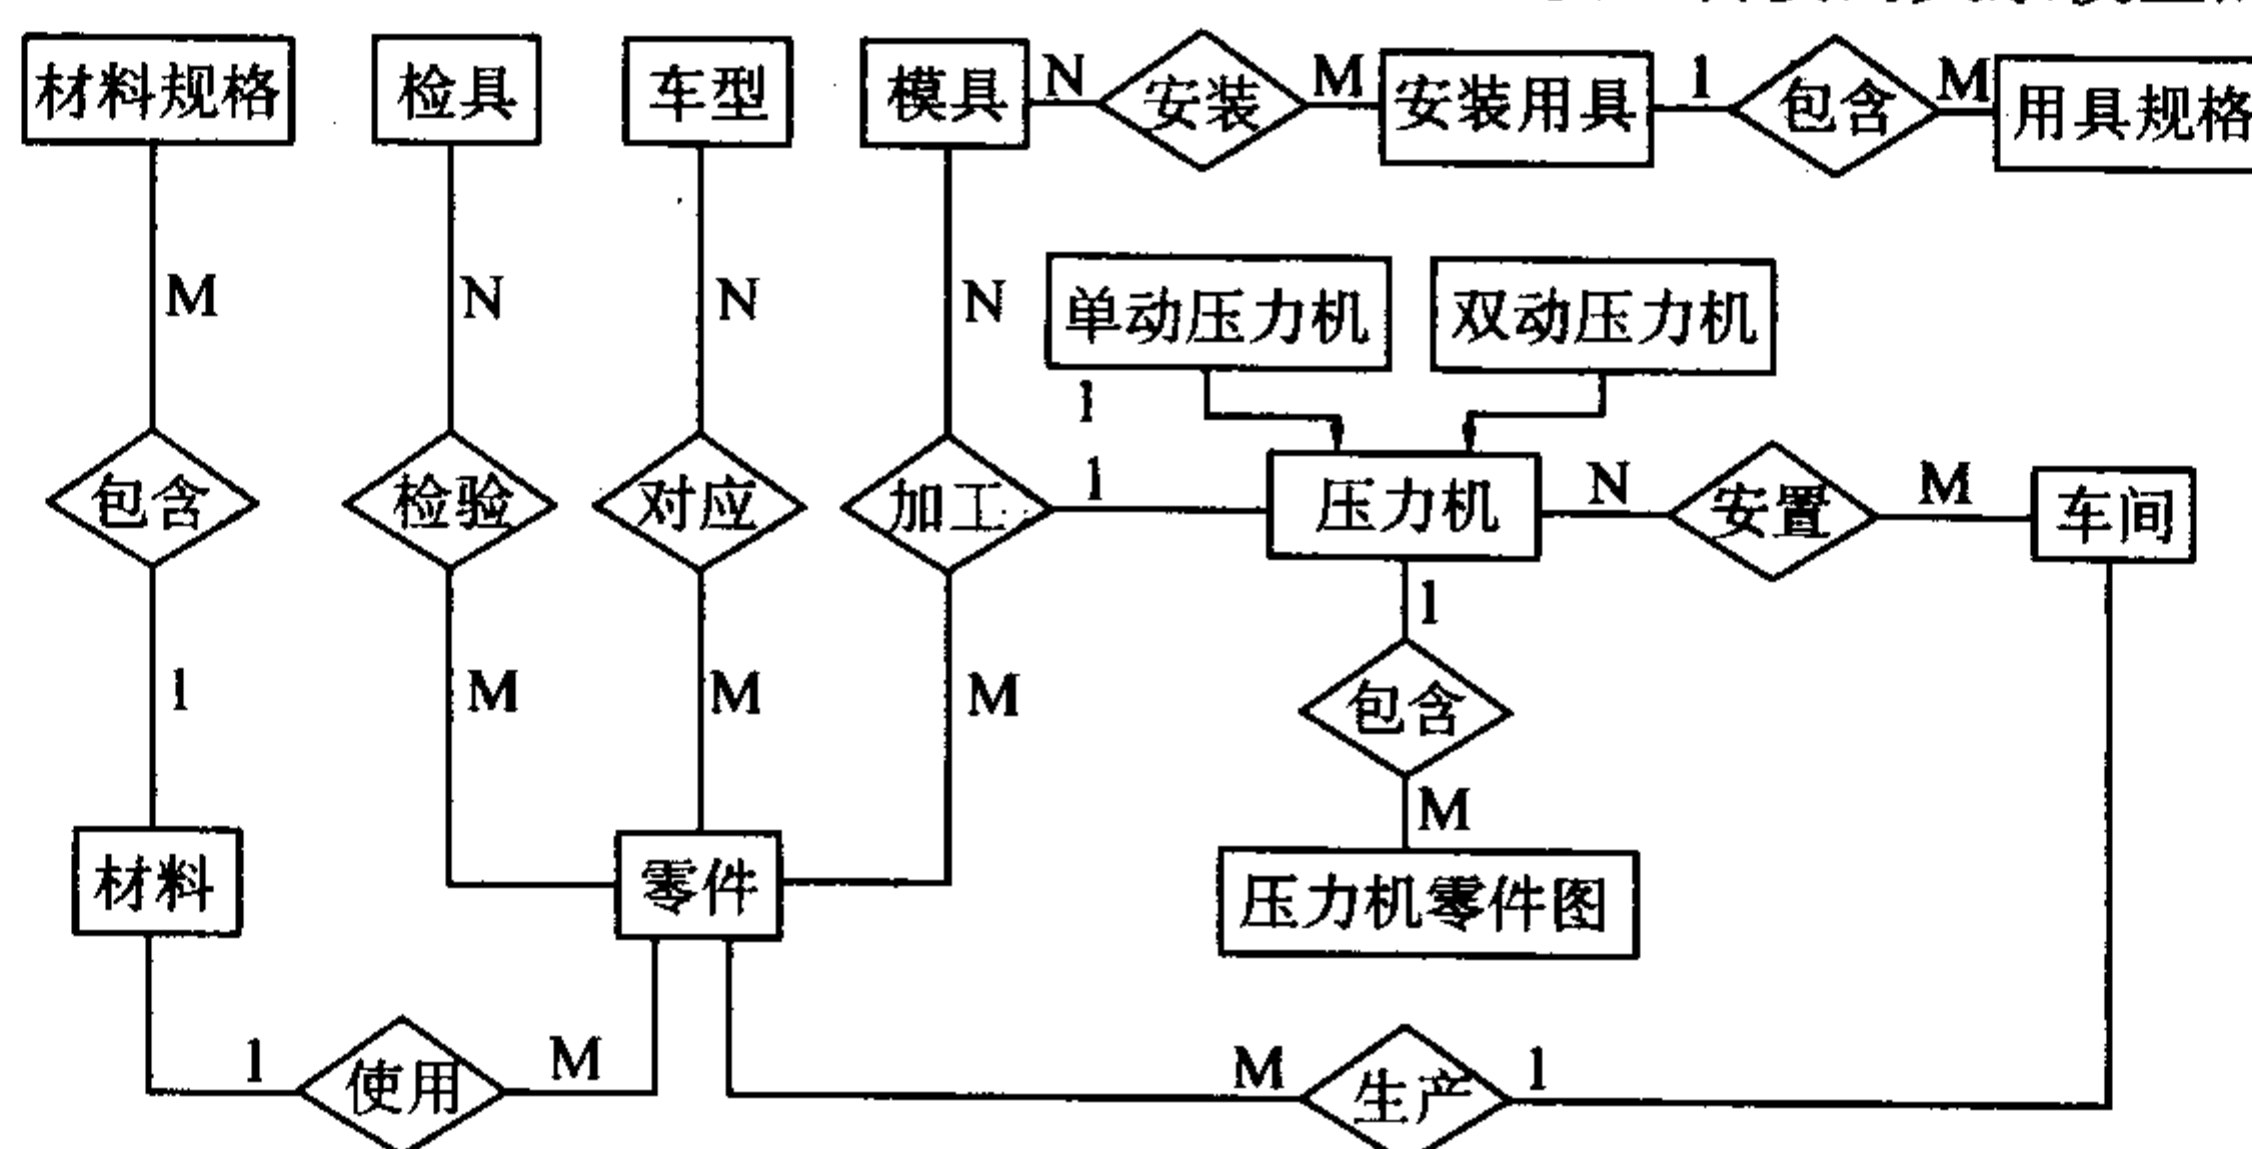 材料规格
检具
车型
模具
N
安装
M
安装用具
1
包含
M
用具规格
M
N
N
N
单动压力机
双动压力机
1
包含
检验
对应
加工
1
压力机
N
安置
M
车间
1
1
M
M
M
包含
M
材料
零件
压力机零件图
1
使用
M
M
生产
1